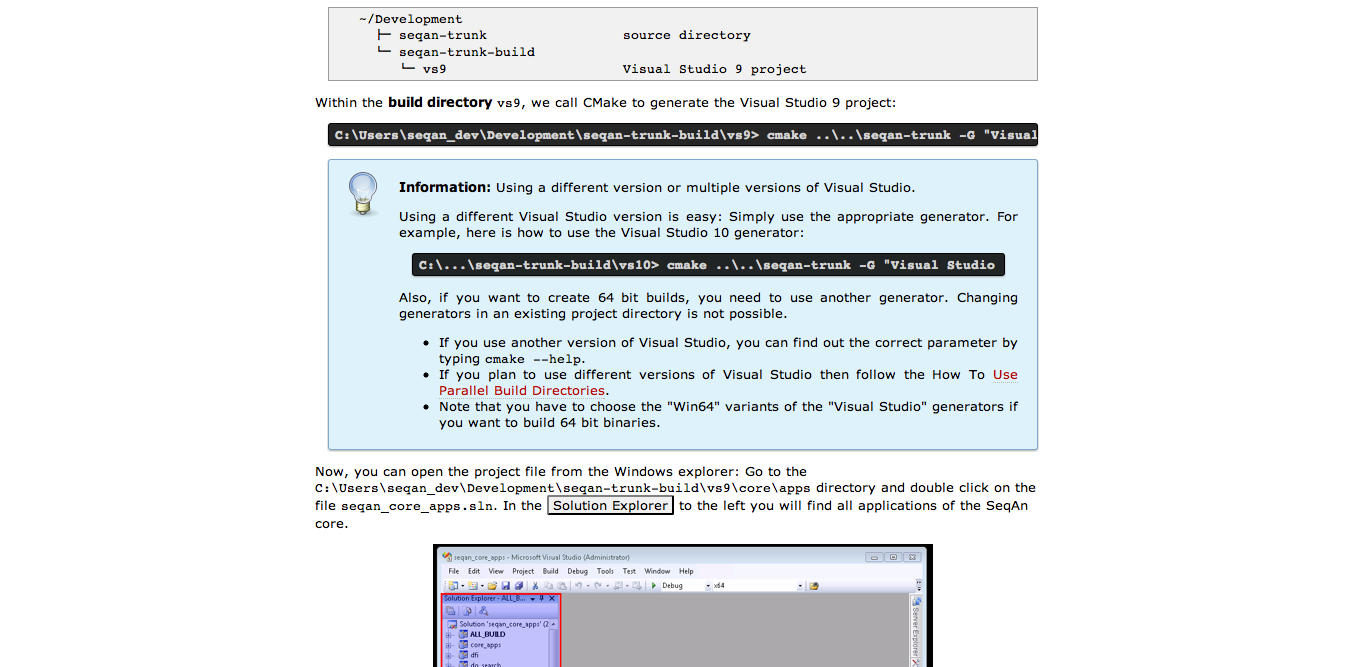 ~/Development
├─ seqan-trunk source directory
└─ seqan-trunk-build
└─ vs9 Visual Studio 9 project
Within the build directory vs9, we call CMake to generate the Visual Studio 9 project:
C:\Users\seqan_dev\Development\seqan-trunk-build\vs9> cmake ..\..\seqan-trunk -G "Visual
Information: Using a different version or multiple versions of Visual Studio.
Using a different Visual Studio version is easy: Simply use the appropriate generator. For
example, here is how to use the Visual Studio 10 generator:
C:\...\seqan-trunk-build\vs10> cmake ..\..\seqan-trunk -G "Visual Studio
Also, if you want to create 64 bit builds, you need to use another generator. Changing
generators in an existing project directory is not possible.
• If you use another version of Visual Studio, you can find out the correct parameter by
typing cmake --help.
• If you plan to use different versions of Visual Studio then follow the How To Use
Parallel Build Directories.
• Note that you have to choose the "Win64" variants of the "Visual Studio" generators if
you want to build 64 bit binaries.
Now, you can open the project file from the Windows explorer: Go to the
C:\Users\seqan_dev\Development\seqan-trunk-build\vs9\core\apps directory and double click on the
file seqan_core_apps.sln. In the Solution Explorer to the left you will find all applications of the SeqAn
core.
seqan_core_apps - Microsoft Visual Studio (Administrator)
File Edit View Project Build Debug Tools Test Window Help
Debug x64
Solution Explorer - ALL_B...
Solution 'seqan_core_apps' (2
ALL_BUILD
core_apps
dfi
do_search
Server Explorer